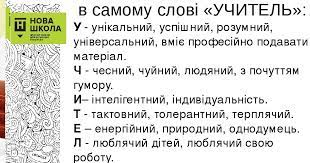 НОВА
ШКОЛА
в самому слові «УЧИТЕЛЬ»:
У - унікальний, успішний, розумний,
універсальний, вміє професійно подавати
матеріал.
Ч - чесний, чуйний, людяний, з почуттям
гумору.
И– інтелігентний, індивідуальність.
Т - тактовний, толерантний, терплячий.
Е – енергійний, природний, однодумець.
Л - люблячий дітей, люблячий свою
роботу.